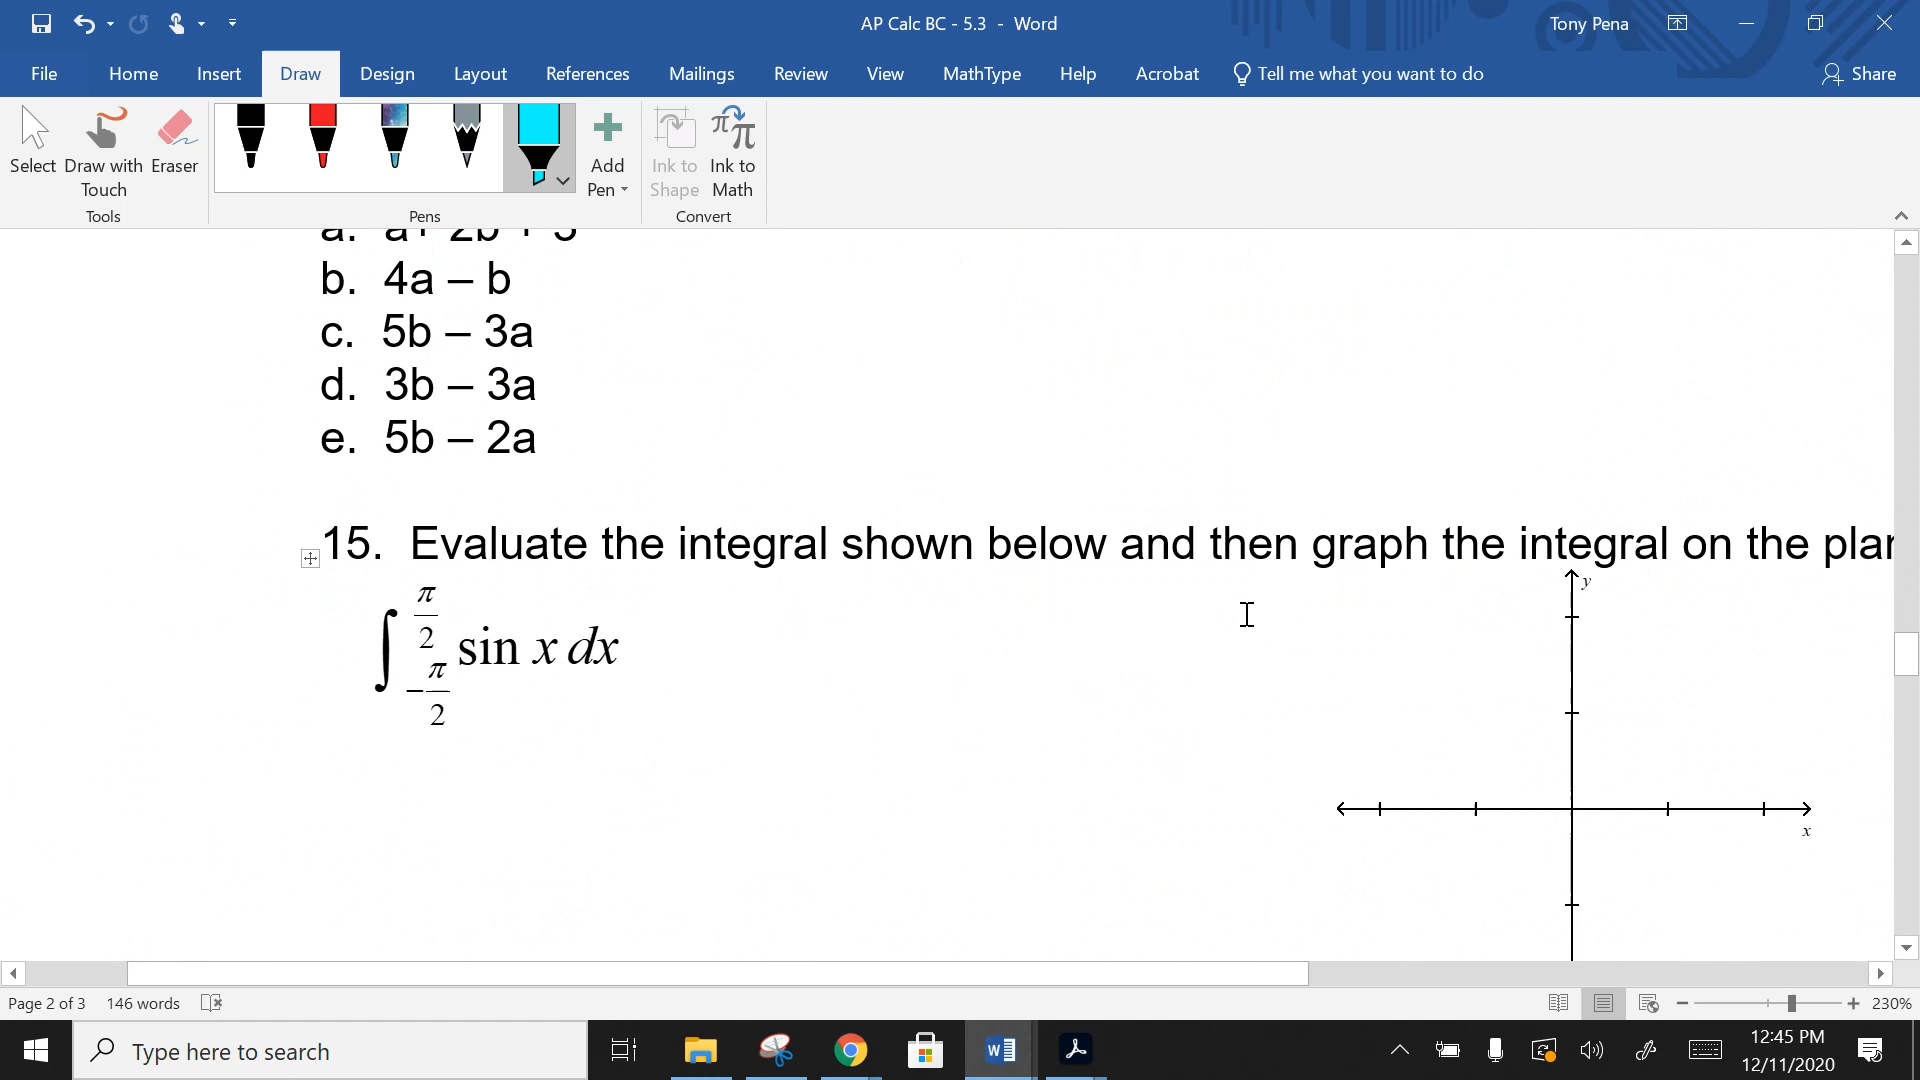 AP Calc BC - 5.3 - Word
Tony Pena
File Home Insert Draw Design Layout References Mailings Review View MathType Help Acrobat Tell me what you want to do Share
Select Draw with Touch Eraser Add Pen Ink to Shape Ink to Math
Tools Pens Convert
a. a+ 2b + 5
b. 4a – b
c. 5b – 3a
d. 3b – 3a
e. 5b – 2a
15. Evaluate the integral shown below and then graph the integral on the plan
∫_{-π/2}^{π/2} sin x dx
y
x
Page 2 of 3 146 words 230%
Type here to search
12:45 PM
12/11/2020